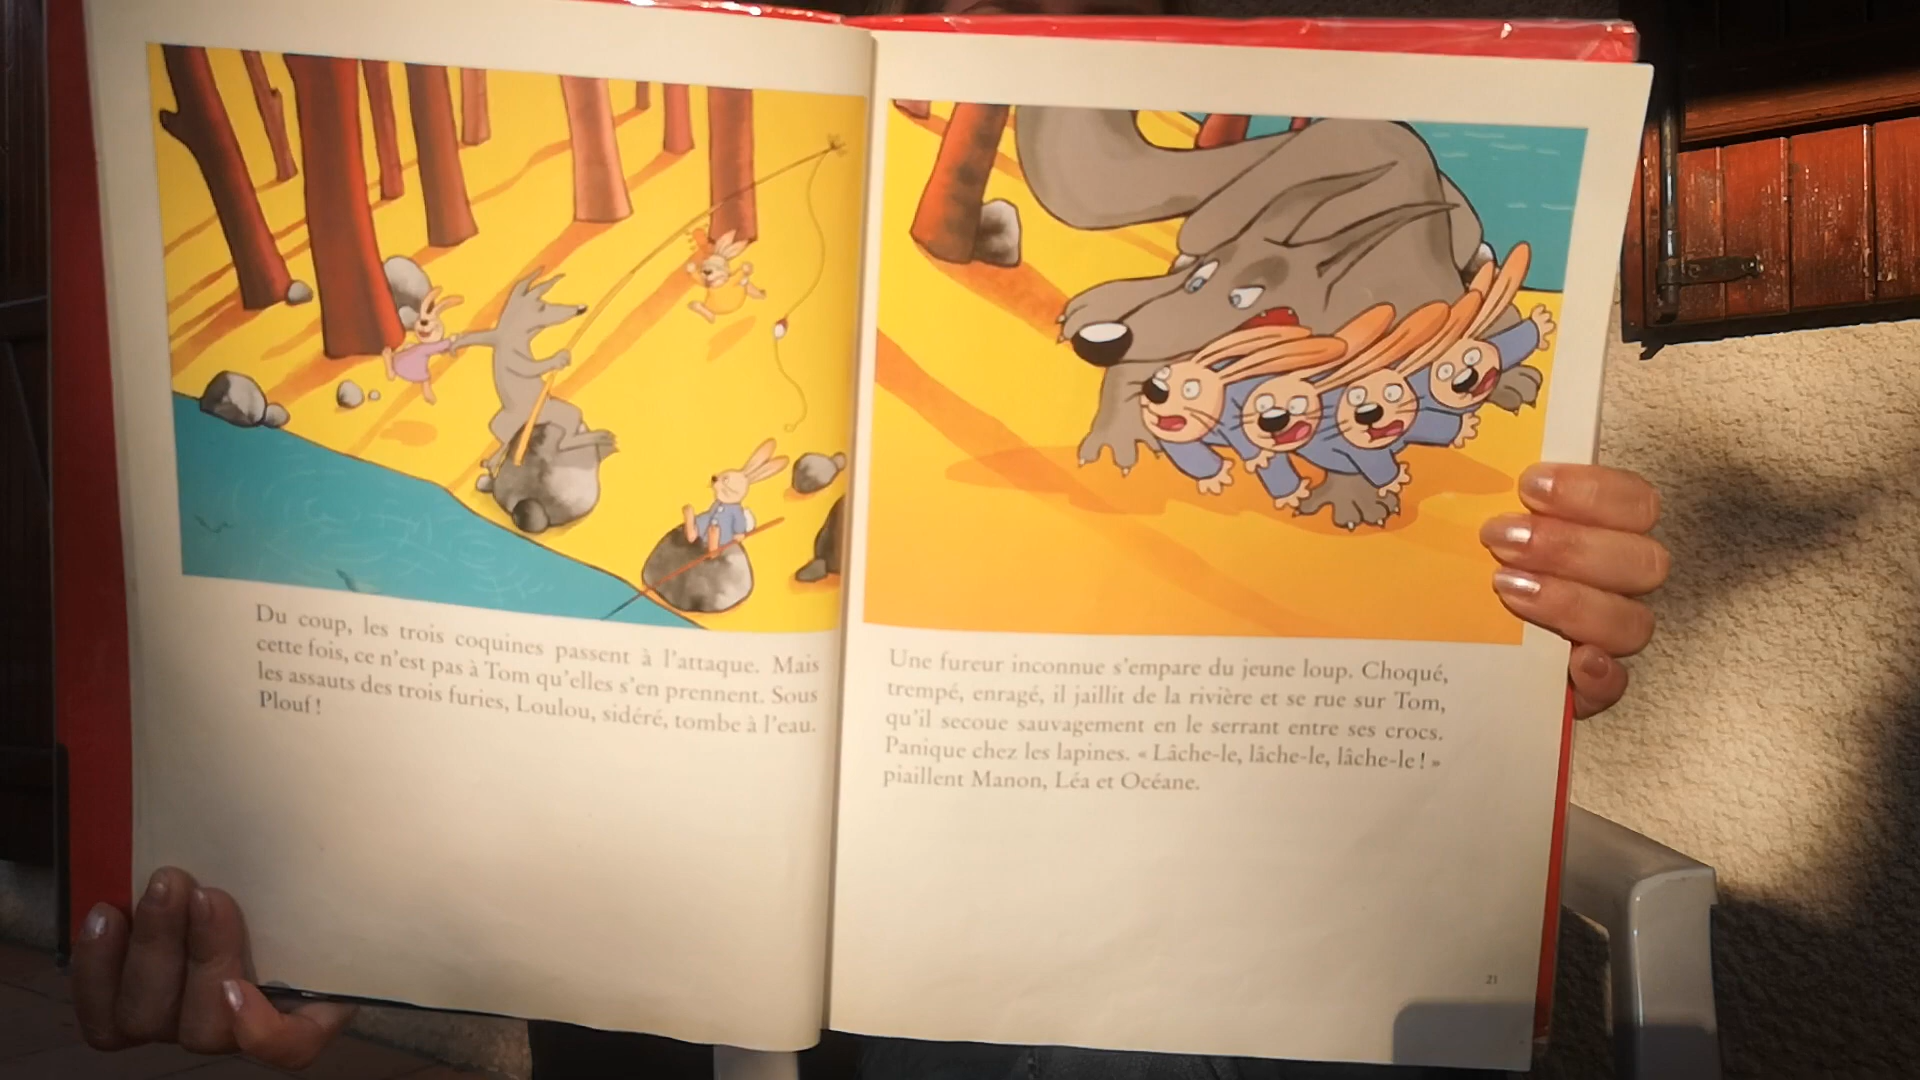 Du coup, les trois coquines passent à l'attaque. Mais
cette fois, ce n'est pas à Tom qu'elles s'en prennent. Sous
les assauts des trois furies, Loulou, sidéré, tombe à l'eau.
Plouf !
Une fureur inconnue s'empare du jeune loup. Choqué,
trempé, enragé, il jaillit de la rivière et se rue sur Tom,
qu'il secoue sauvagement en le serrant entre ses crocs.
Panique chez les lapines. « Lâche-le, lâche-le, lâche-le ! »
piaillent Manon, Léa et Océane.
21